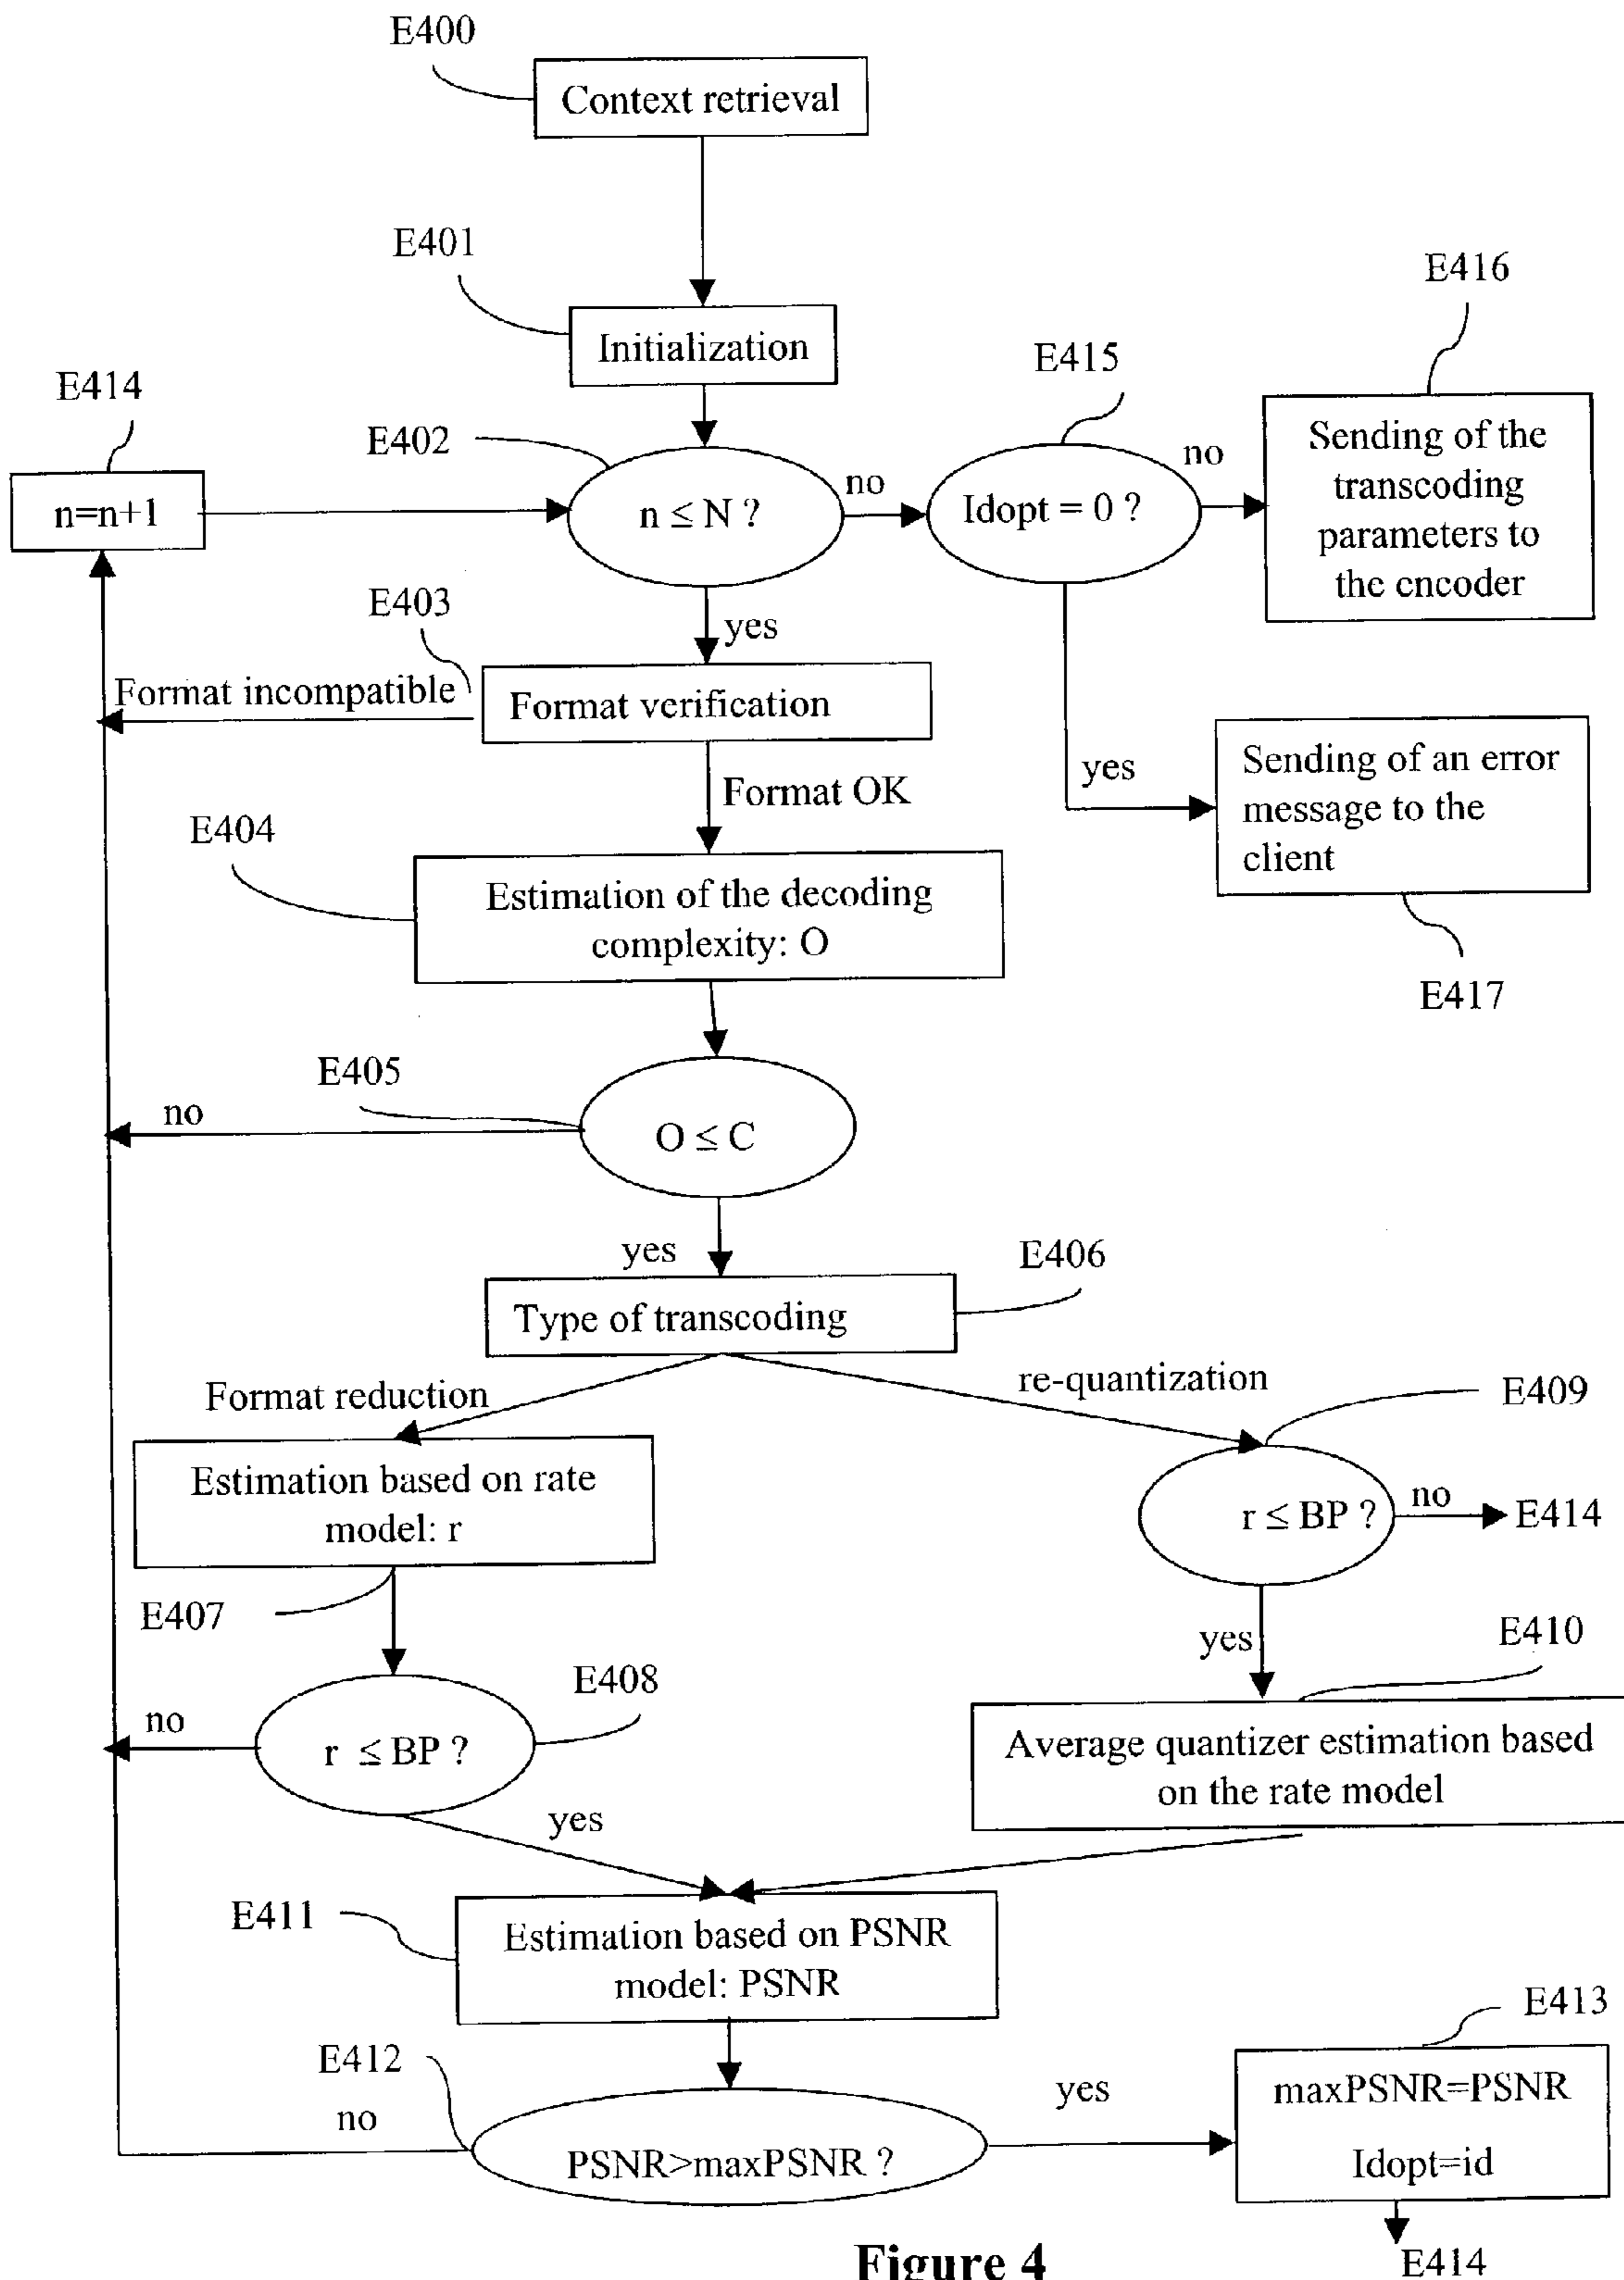 E400
Context retrieval
E401
Initialization
E416
E415
E414
E402
n=n+1
n ≤ N ?
no
Idopt = 0 ?
no
Sending of the
transcoding
parameters to
the encoder
E403
yes
Format incompatible
Format verification
yes
Sending of an error
message to the
client
Format OK
E404
Estimation of the decoding
complexity: O
E417
E405
no
O ≤ C
yes
E406
Type of transcoding
Format reduction
re-quantization
E409
Estimation based on rate
model: r
r ≤ BP ?
no
E414
E407
yes
E410
E408
no
r ≤ BP ?
Average quantizer estimation based
on the rate model
yes
E411
Estimation based on PSNR
model: PSNR
E413
E412
no
PSNR>maxPSNR ?
yes
maxPSNR=PSNR
Idopt=id
E414
Figure 4